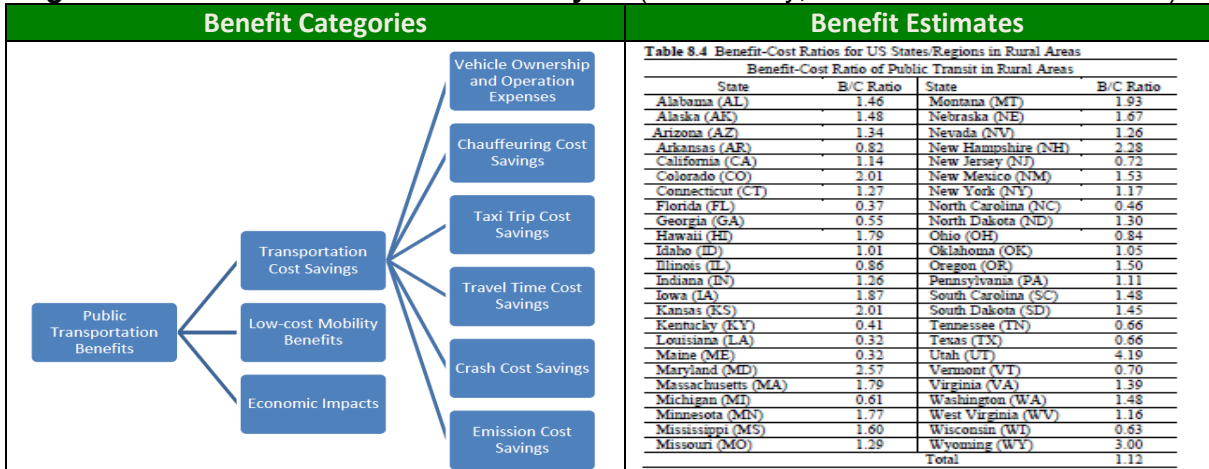 Benefit Categories
Benefit Estimates
Public
Transportation
Benefits
Transportation
Cost Savings
Low-cost Mobility
Benefits
Economic Impacts
Vehicle Ownership
and Operation
Expenses
Chauffeuring Cost
Savings
Taxi Trip Cost
Savings
Travel Time Cost
Savings
Crash Cost Savings
Emission Cost
Savings
Table 8.4 Benefit-Cost Ratios for US States/Regions in Rural Areas
Benefit-Cost Ratio of Public Transit in Rural Areas
State B/C Ratio State B/C Ratio
Alabama (AL) 1.46 Montana (MT) 1.93
Alaska (AK) 1.48 Nebraska (NE) 1.67
Arizona (AZ) 1.34 Nevada (NV) 1.26
Arkansas (AR) 0.82 New Hampshire (NH) 2.28
California (CA) 1.14 New Jersey (NJ) 0.72
Colorado (CO) 2.01 New Mexico (NM) 1.53
Connecticut (CT) 1.27 New York (NY) 1.17
Florida (FL) 0.37 North Carolina (NC) 0.46
Georgia (GA) 0.55 North Dakota (ND) 1.30
Hawaii (HI) 1.79 Ohio (OH) 0.84
Idaho (ID) 1.01 Oklahoma (OK) 1.05
Illinois (IL) 0.86 Oregon (OR) 1.50
Indiana (IN) 1.26 Pennsylvania (PA) 1.11
Iowa (IA) 1.87 South Carolina (SC) 1.48
Kansas (KS) 2.01 South Dakota (SD) 1.45
Kentucky (KY) 0.41 Tennessee (TN) 0.66
Louisiana (LA) 0.32 Texas (TX) 0.66
Maine (ME) 0.32 Utah (UT) 4.19
Maryland (MD) 2.57 Vermont (VT) 0.70
Massachusetts (MA) 1.79 Virginia (VA) 1.39
Michigan (MI) 0.61 Washington (WA) 1.48
Minnesota (MN) 1.77 West Virginia (WV) 1.16
Mississippi (MS) 1.60 Wisconsin (WI) 0.63
Missouri (MO) 1.29 Wyoming (WY) 3.00
Total 1.12